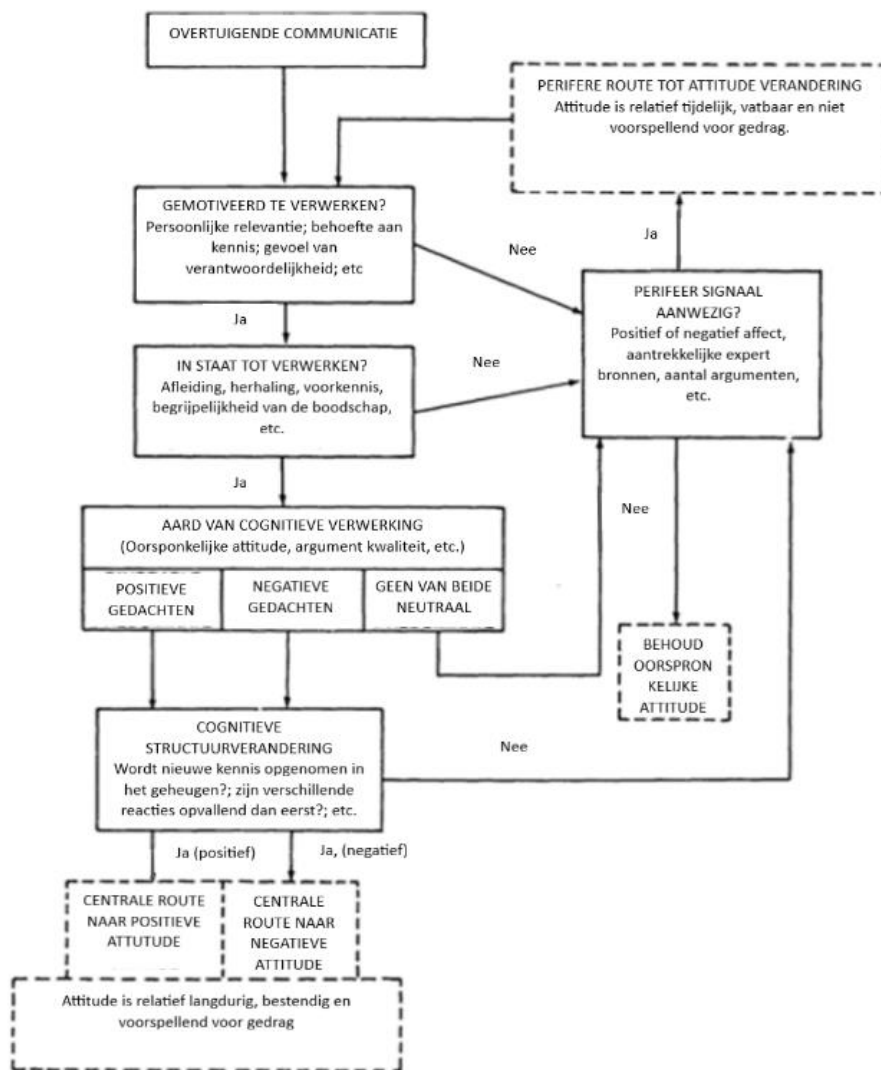 OVERTUIGENDE COMMUNICATIE
PERIFERE ROUTE TOT ATTITUDE VERANDERING
Attitude is relatief tijdelijk, vatbaar en niet
voorspellend voor gedrag.
GEMOTIVEERD TE VERWERKEN?
Persoonlijke relevantie; behoefte aan
kennis; gevoel van
verantwoordelijkheid; etc
Nee
Ja
PERIFEER SIGNAAL
AANWEZIG?
Positief of negatief affect,
aantrekkelijke expert
bronnen, aantal argumenten,
etc.
Ja
IN STAAT TOT VERWERKEN?
Afleiding, herhaling, voorkennis,
begrijpelijkheid van de boodschap,
etc.
Nee
Ja
Nee
AARD VAN COGNITIEVE VERWERKING
(Oorsponkelijke attitude, argument kwaliteit, etc.)
POSITIEVE
GEDACHTEN
NEGATIEVE
GEDACHTEN
GEEN VAN BEIDE
NEUTRAAL
BEHOUD
OORSPRON
KELIJKE
ATTITUDE
COGNITIEVE
STRUCTUURVERANDERING
Wordt nieuwe kennis opgenomen in
het geheugen?; zijn verschillende
reacties opvallend dan eerst?; etc.
Nee
Ja (positief)
Ja, (negatief)
CENTRALE ROUTE
NAAR POSITIEVE
ATTUTUDE
CENTRALE
ROUTE NAAR
NEGATIEVE
ATTITUDE
Attitude is relatief langdurig, bestendig en
voorspellend voor gedrag